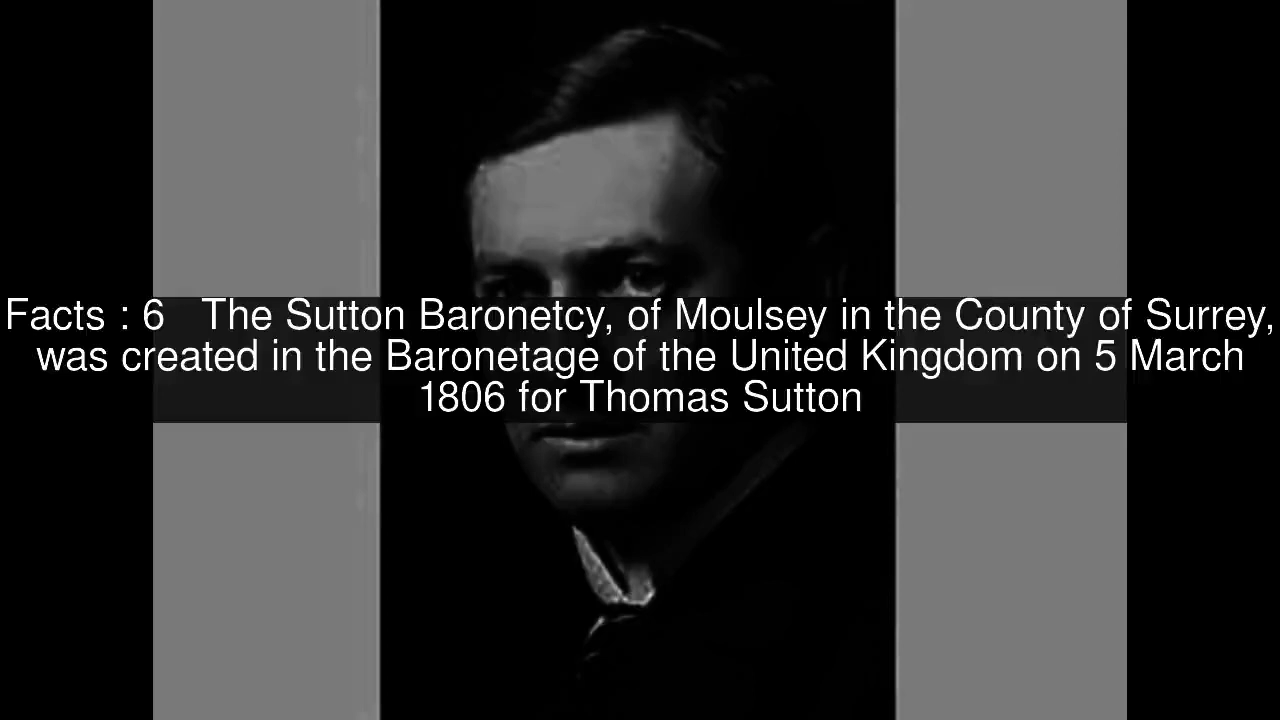 Facts : 6   The Sutton Baronetcy, of Moulsey in the County of Surrey,
was created in the Baronetage of the United Kingdom on 5 March
1806 for Thomas Sutton